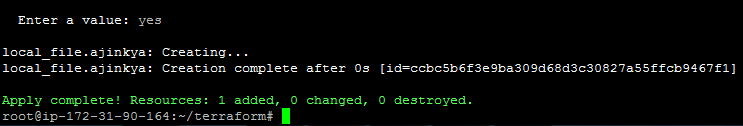 Enter a value: yes
local_file.ajinkya: Creating...
local_file.ajinkya: Creation complete after 0s [id=ccbc5b6f3e9ba309d68d3c30827a55ffcb9467f1]
Apply complete! Resources: 1 added, 0 changed, 0 destroyed.
root@ip-172-31-90-164:~/terraform#